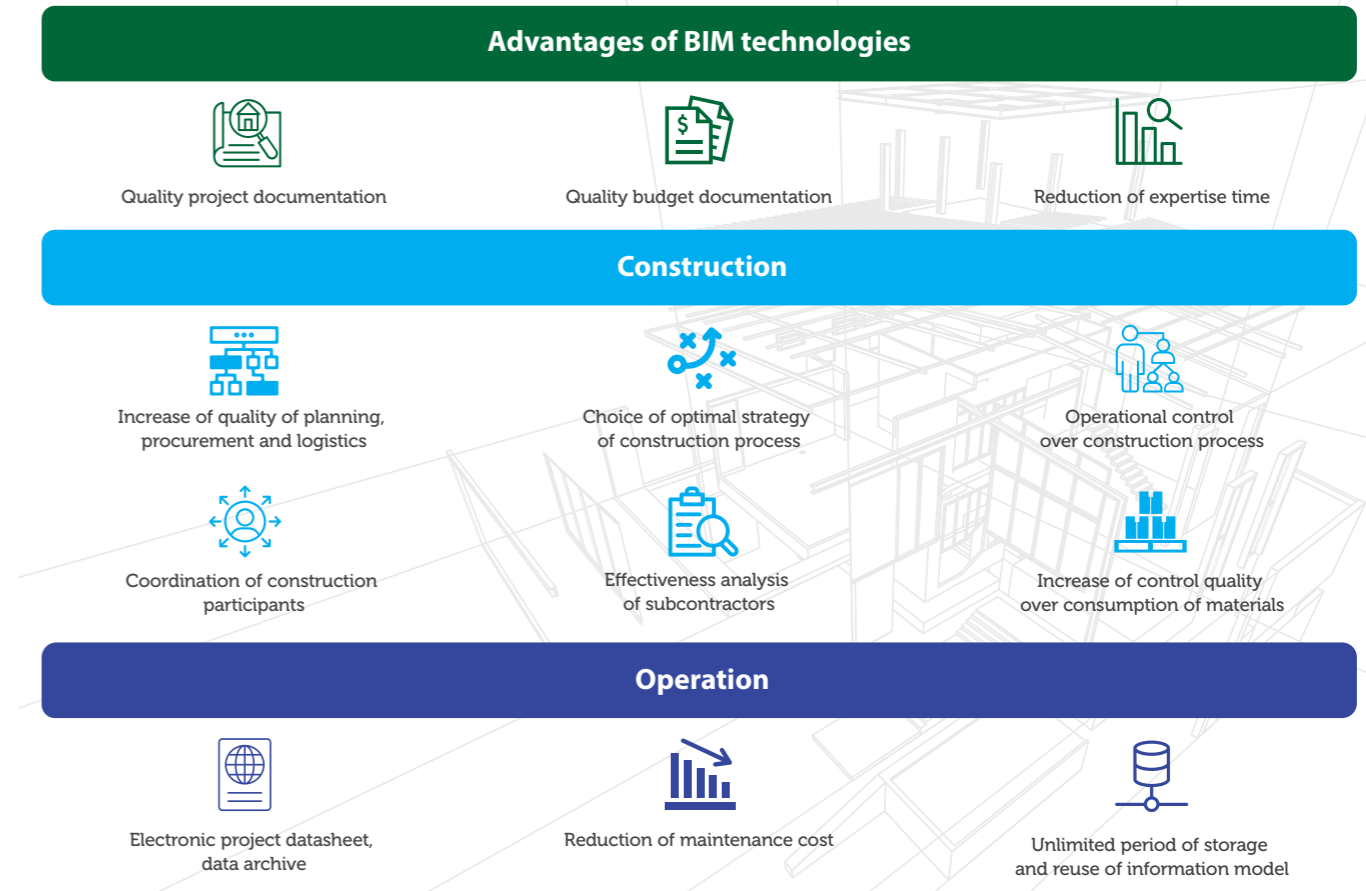 Advantages of BIM technologies
Quality project documentation
Quality budget documentation
Reduction of expertise time
Construction
Increase of quality of planning,
procurement and logistics
Choice of optimal strategy
of construction process
Operational control
over construction process
Coordination of construction
participants
Effectiveness analysis
of subcontractors
Increase of control quality
over consumption of materials
Operation
Electronic project datasheet,
data archive
Reduction of maintenance cost
Unlimited period of storage
and reuse of information model